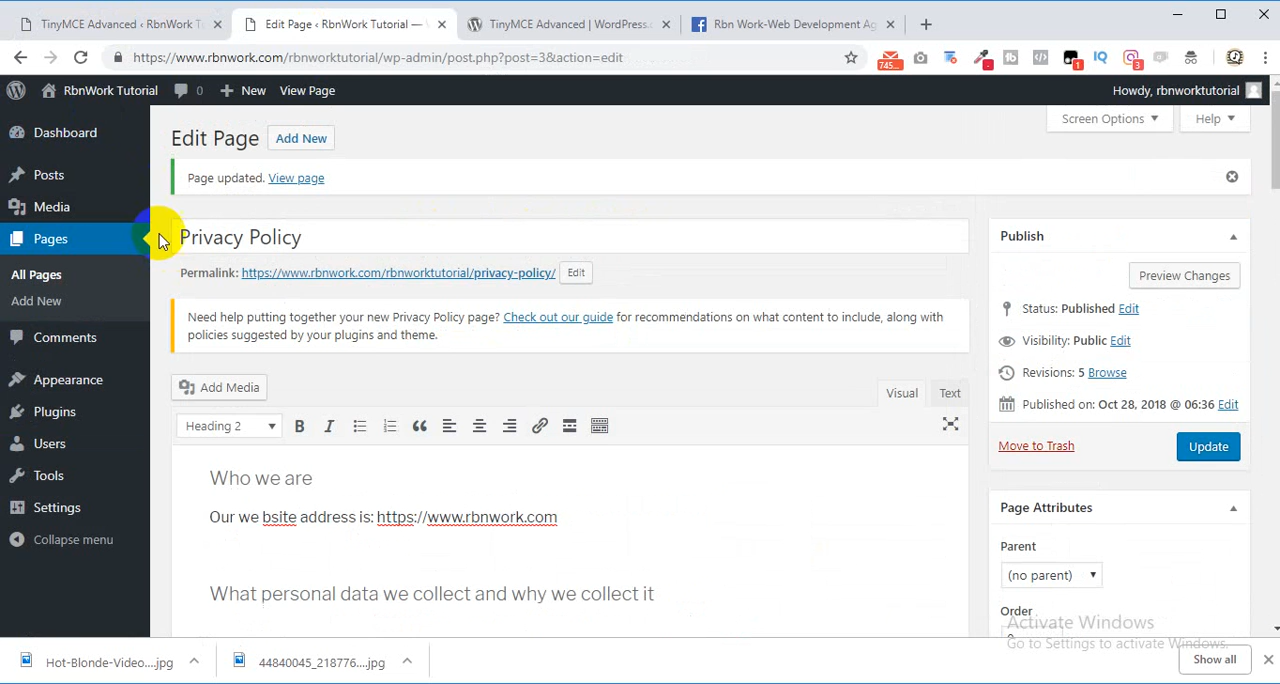 TinyMCE Advanced ‹ RbnWork T
Edit Page ‹ RbnWork Tutorial —
TinyMCE Advanced | WordPress.
Rbn Work-Web Development Ag
https://www.rbnwork.com/rbnworktutorial/wp-admin/post.php?post=3&action=edit
745...
1
3
RbnWork Tutorial
0
New
View Page
Howdy, rbnworktutorial
Dashboard
Posts
Media
Pages
All Pages
Add New
Comments
Appearance
Plugins
Users
Tools
Settings
Collapse menu
Screen Options
Help
Edit Page
Add New
Page updated. View page
Privacy Policy
Permalink: https://www.rbnwork.com/rbnworktutorial/privacy-policy/
Edit
Need help putting together your new Privacy Policy page? Check out our guide for recommendations on what content to include, along with
policies suggested by your plugins and theme.
Add Media
Visual
Text
Heading 2
B
I
Who we are
Our we bsite address is: https://www.rbnwork.com
What personal data we collect and why we collect it
Publish
Preview Changes
Status: Published Edit
Visibility: Public Edit
Revisions: 5 Browse
Published on: Oct 28, 2018 @ 06:36 Edit
Move to Trash
Update
Page Attributes
Parent
(no parent)
Order
Activate Windows
Go to Settings to activate Windows.
Hot-Blonde-Video....jpg
44840045_218776....jpg
Show all